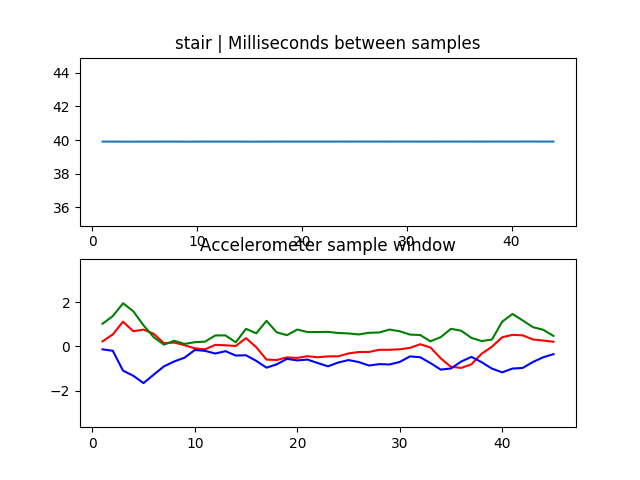 stair | Milliseconds between samples
44
42
40
38
36
0 10 20 30 40
Accelerometer sample window
2
0
−2
0 10 20 30 40